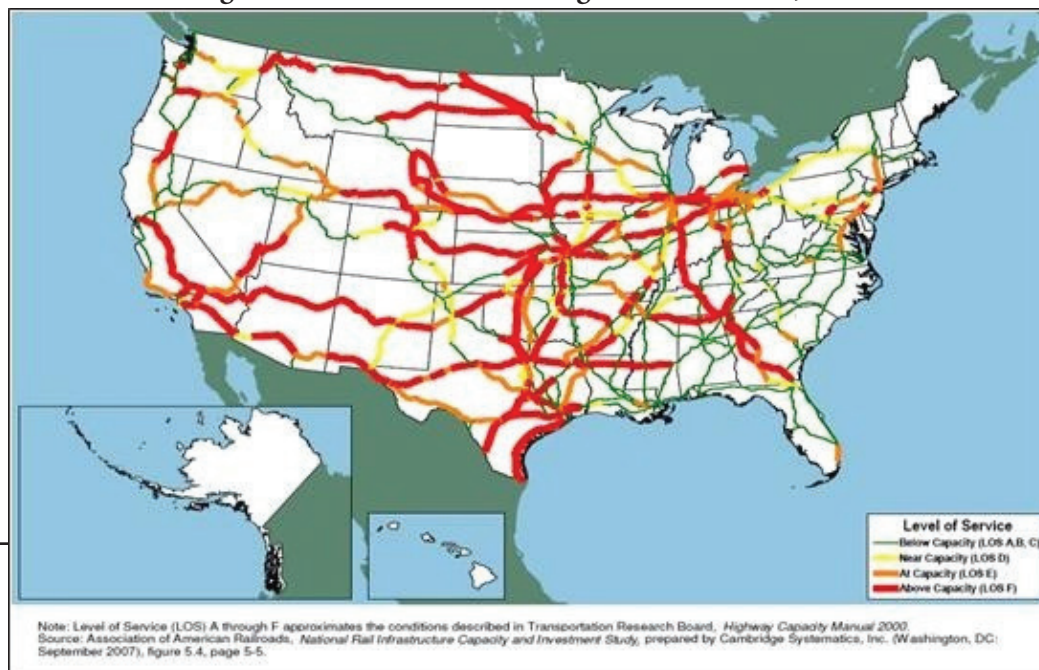 Level of Service
Below Capacity (LOS A,B, C)
Near Capacity (LOS D)
At Capacity (LOS E)
Above Capacity (LOS F)
Note: Level of Service (LOS) A through F approximates the conditions described in Transportation Research Board, Highway Capacity Manual 2000.
Source: Association of American Railroads, National Rail Infrastructure Capacity and Investment Study, prepared by Cambridge Systematics, Inc. (Washington, DC:
September 2007), figure 5.4, page 5-5.